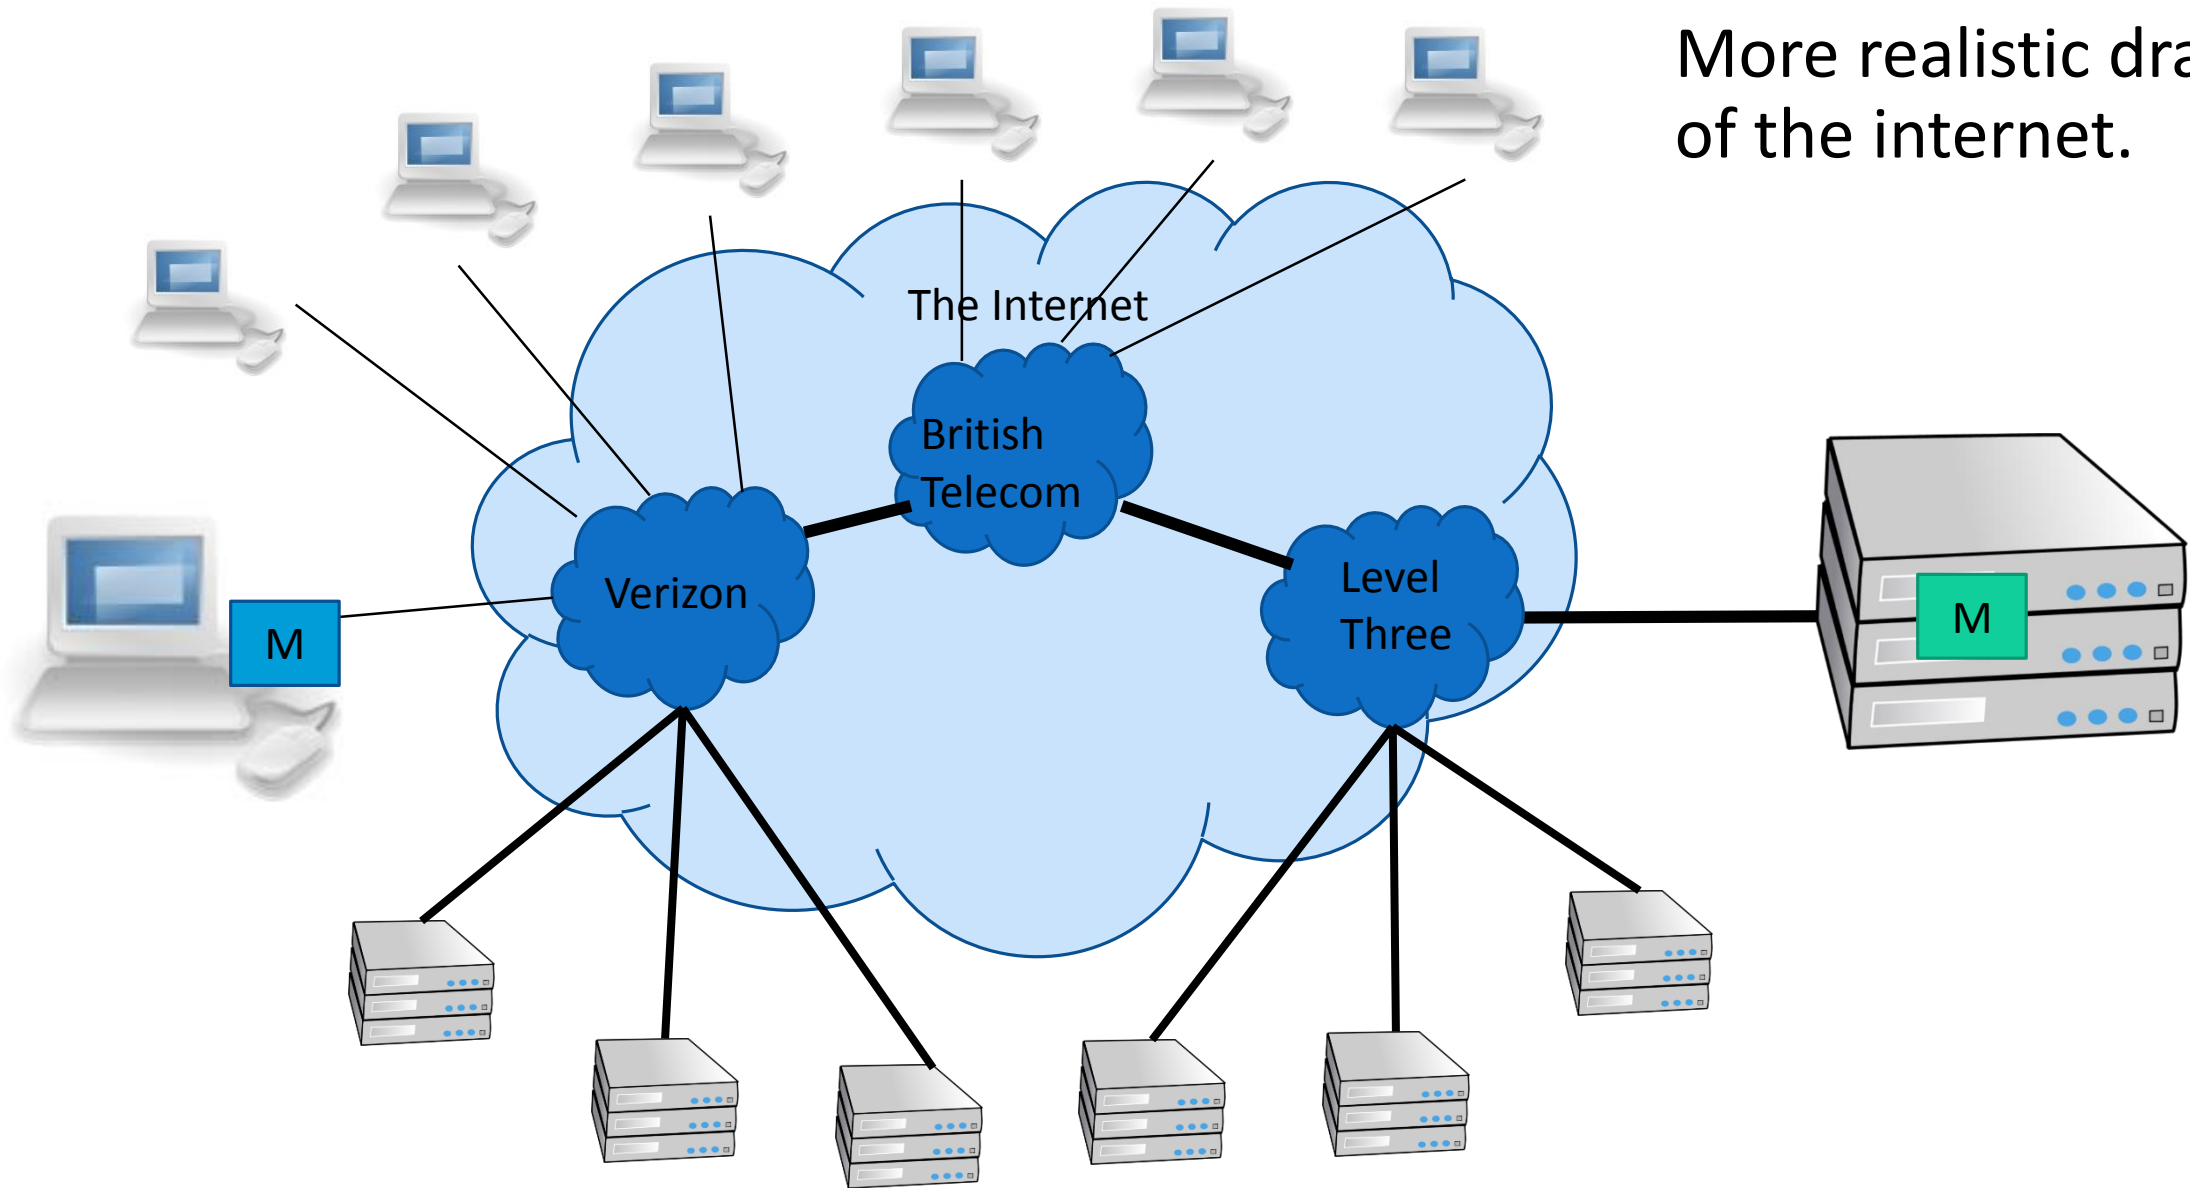 More realistic dra
of the internet.
The Internet
British
Telecom
Verizon
Level
Three
M
M